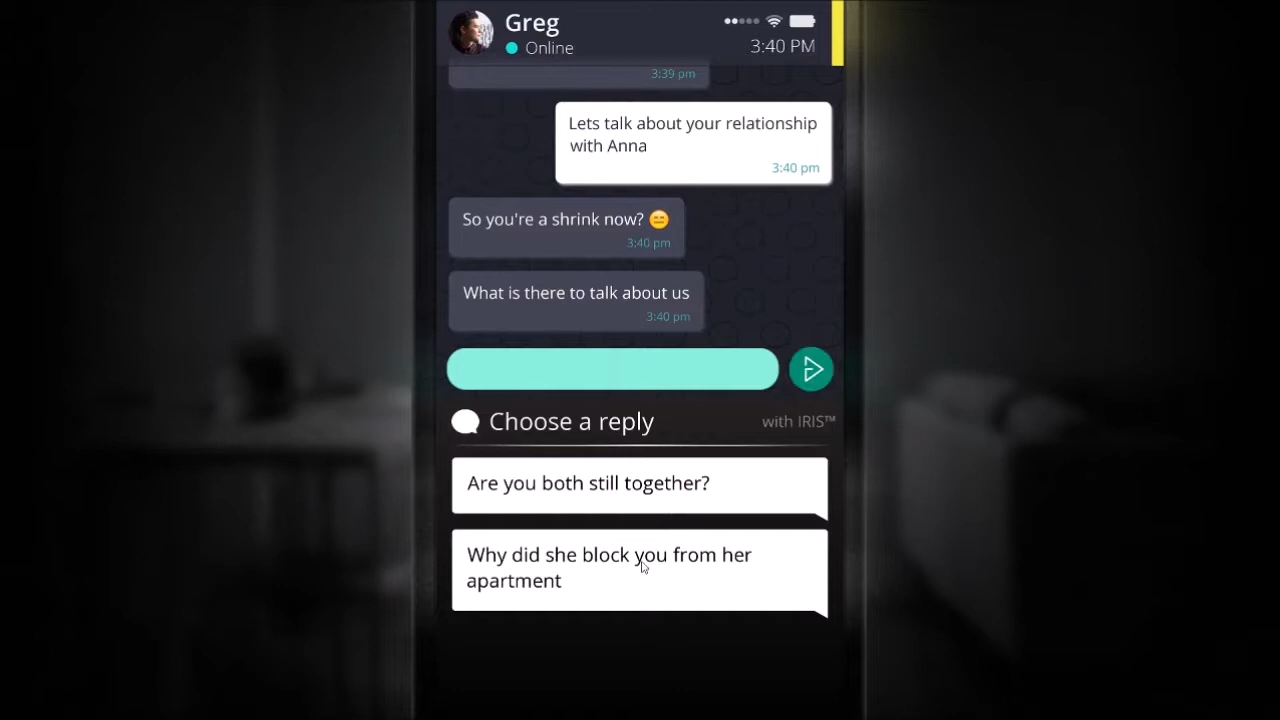 Greg
Online
3:40 PM
3:39 pm
Lets talk about your relationship
with Anna
3:40 pm
So you're a shrink now? 😑
3:40 pm
What is there to talk about us
3:40 pm
Choose a reply
with IRIS™
Are you both still together?
Why did she block you from her
apartment